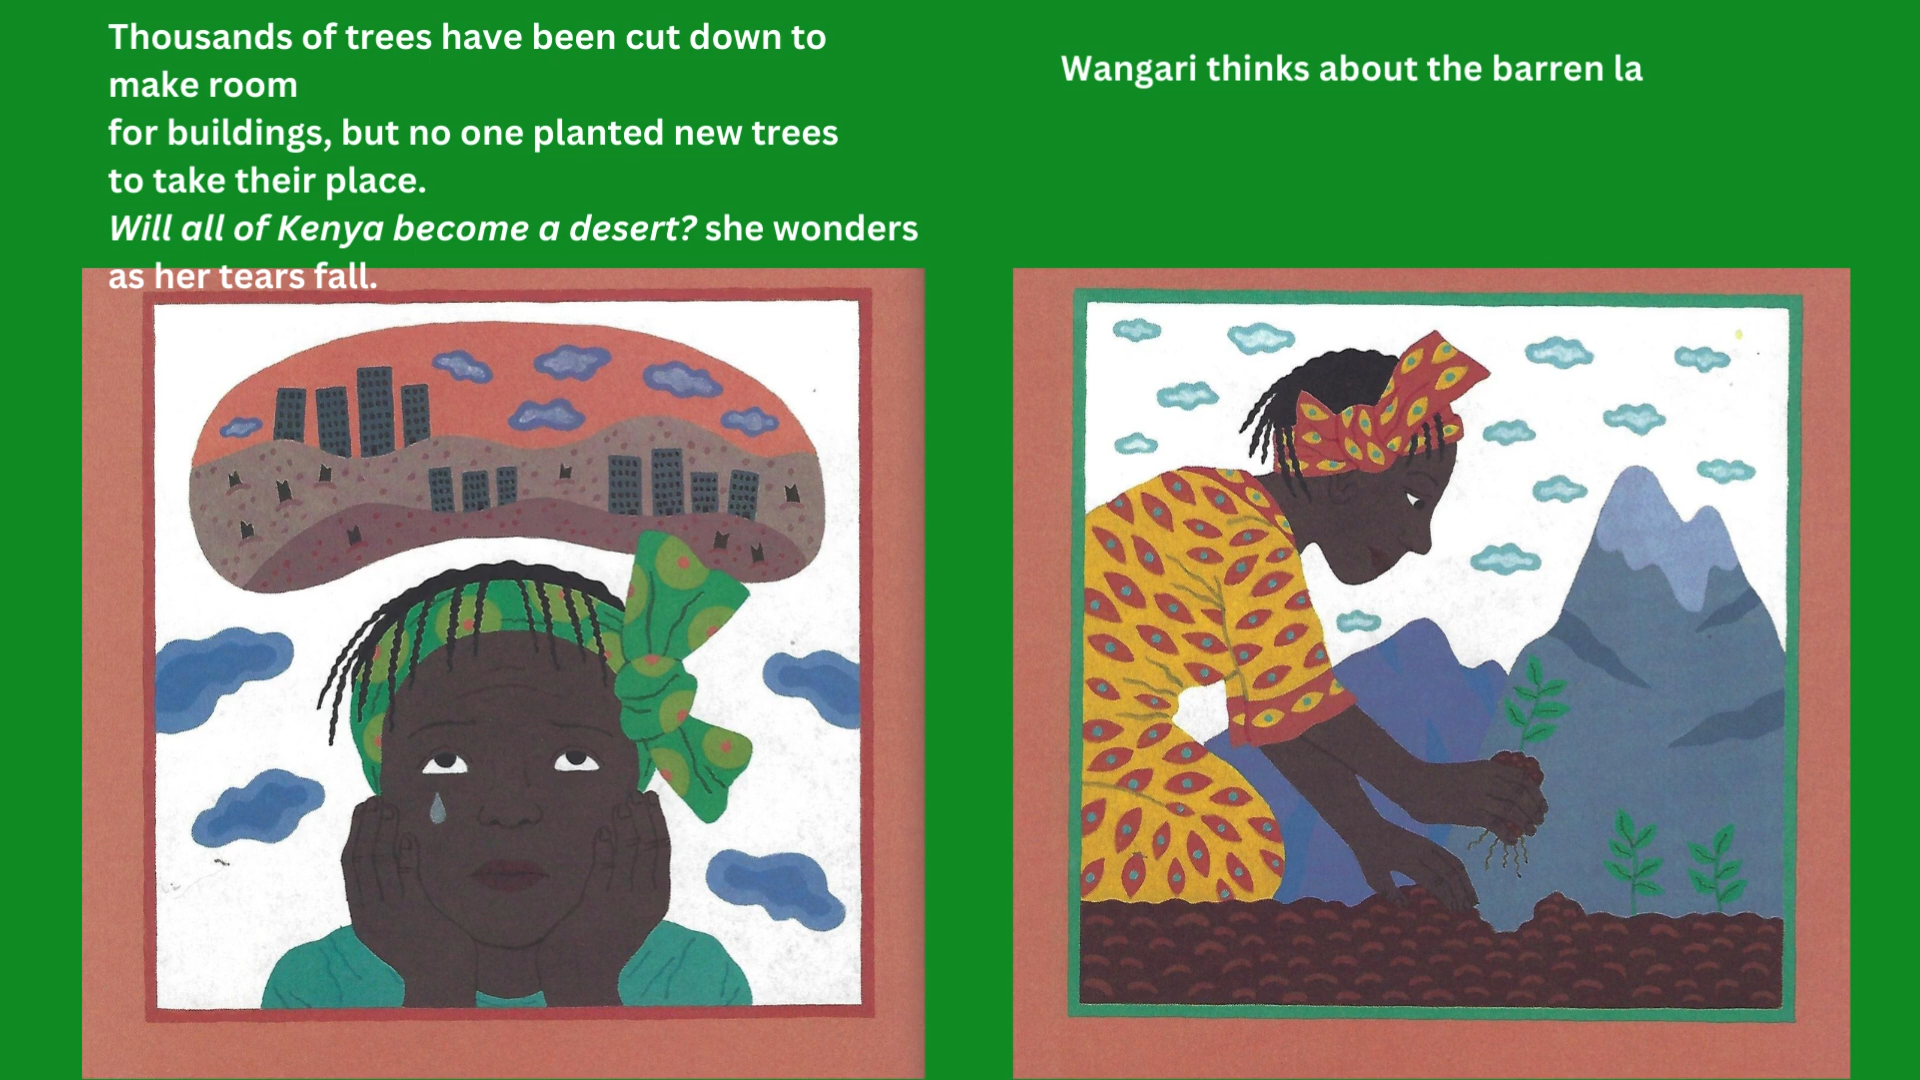 Thousands of trees have been cut down to
make room
for buildings, but no one planted new trees
to take their place.
Will all of Kenya become a desert? she wonders
as her tears fall.
Wangari thinks about the barren la